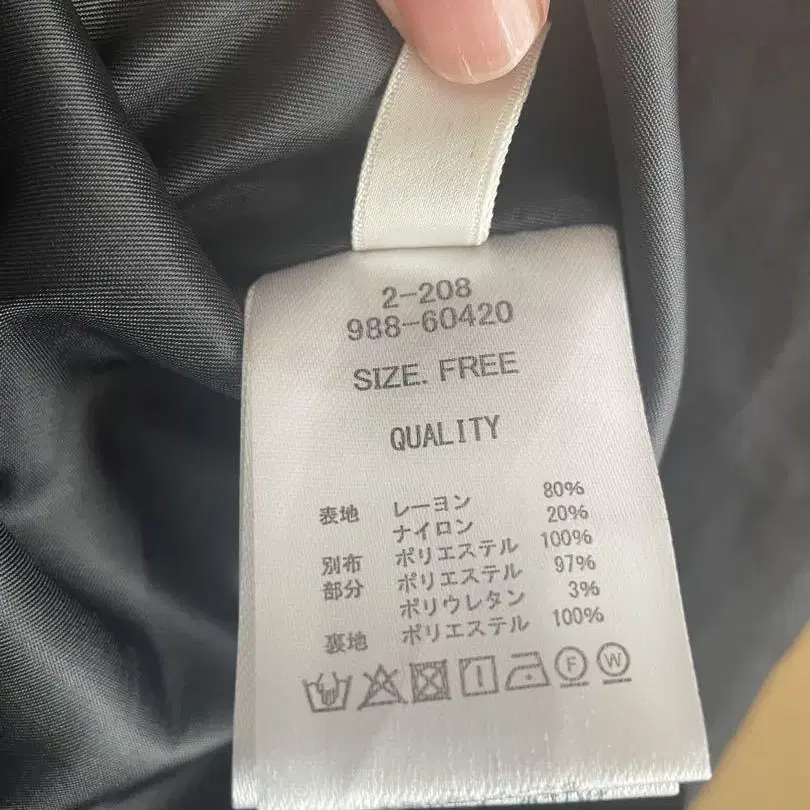 2-208
988-60420
SIZE. FREE
QUALITY
表地 レーヨン 80%
ナイロン 20%
別布 ポリエステル 100%
部分 ポリエステル 97%
ポリウレタン 3%
裏地 ポリエステル 100%
F W